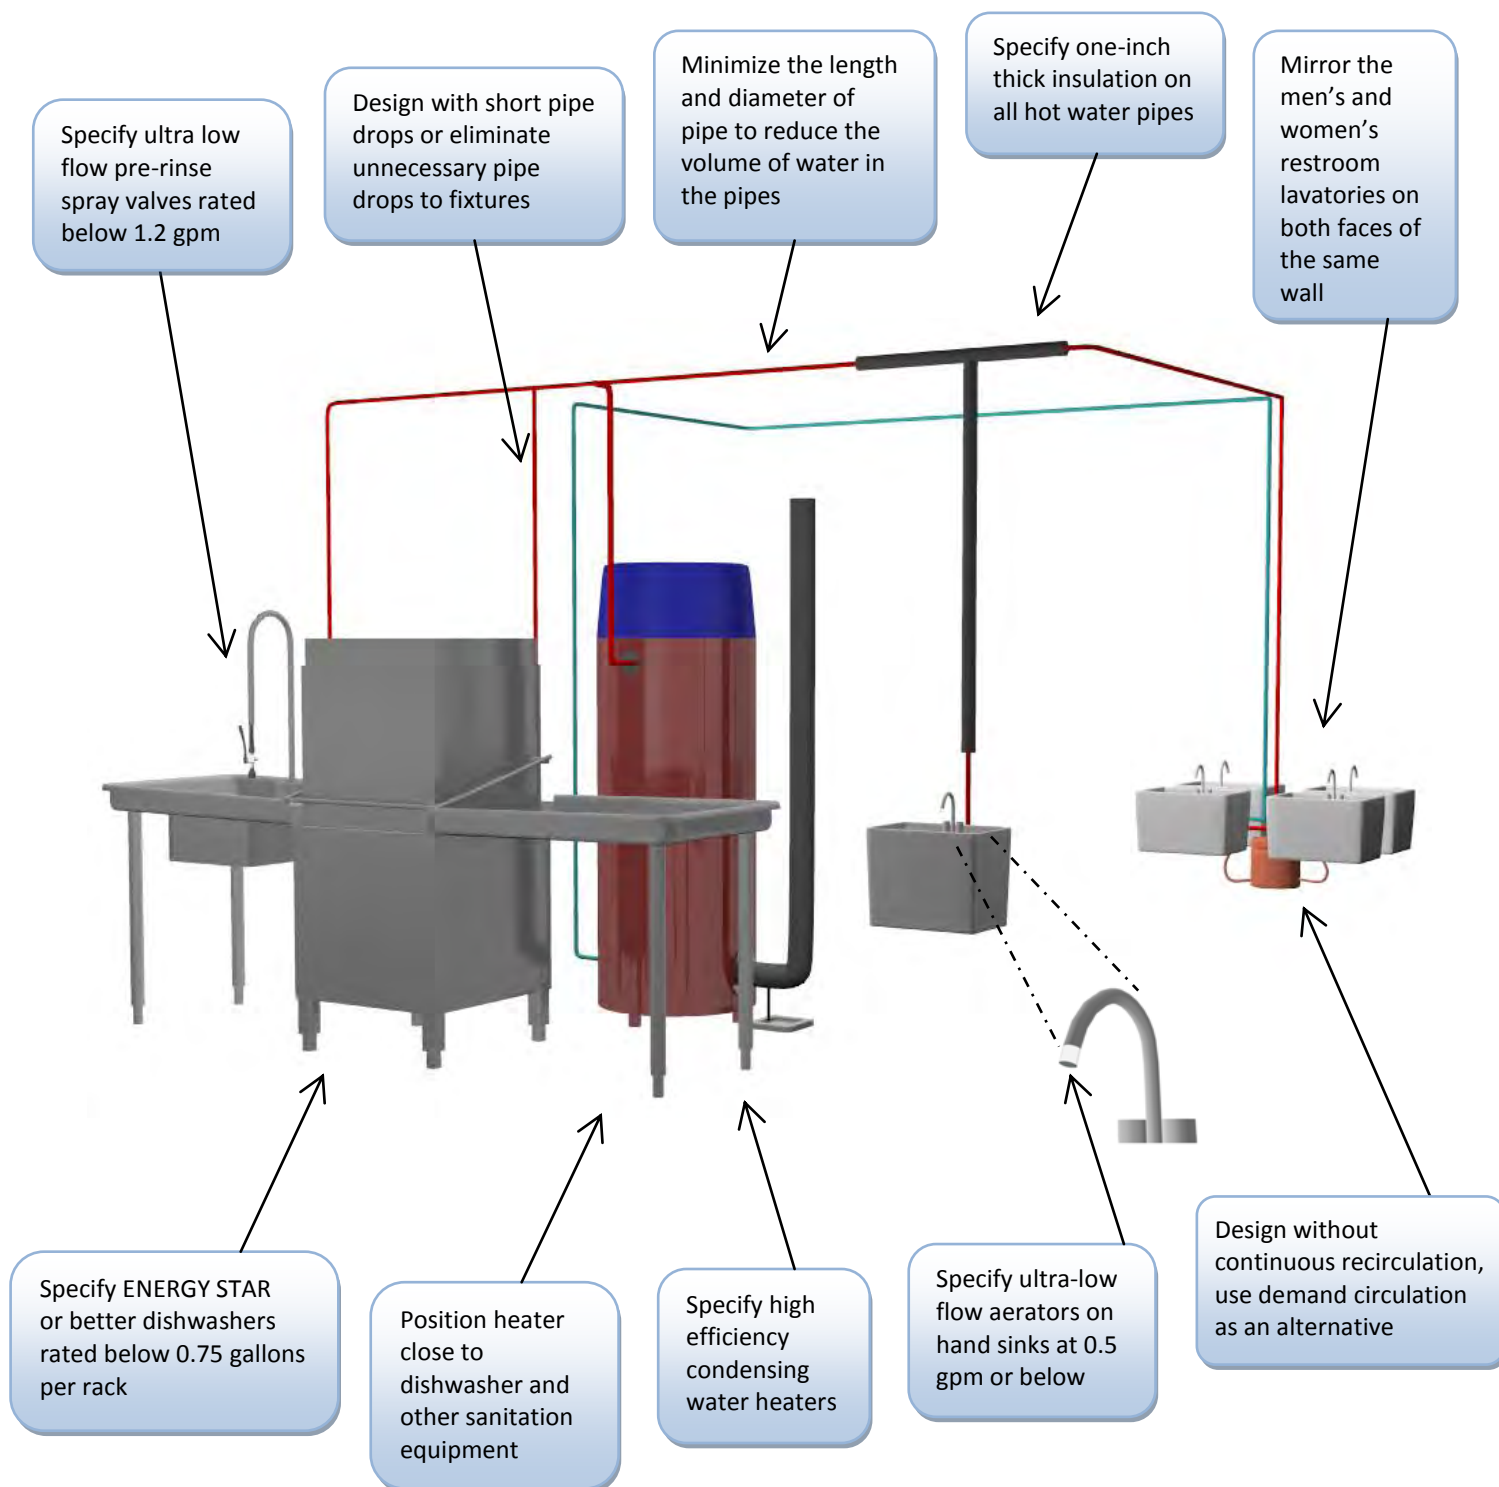 Specify ultra low
flow pre-rinse
spray valves rated
below 1.2 gpm
Design with short pipe
drops or eliminate
unnecessary pipe
drops to fixtures
Minimize the length
and diameter of
pipe to reduce the
volume of water in
the pipes
Specify one-inch
thick insulation on
all hot water pipes
Mirror the
men’s and
women’s
restroom
lavatories on
both faces of
the same
wall
Specify ENERGY STAR
or better dishwashers
rated below 0.75 gallons
per rack
Position heater
close to
dishwasher and
other sanitation
equipment
Specify high
efficiency
condensing
water heaters
Specify ultra-low
flow aerators on
hand sinks at 0.5
gpm or below
Design without
continuous recirculation,
use demand circulation
as an alternative